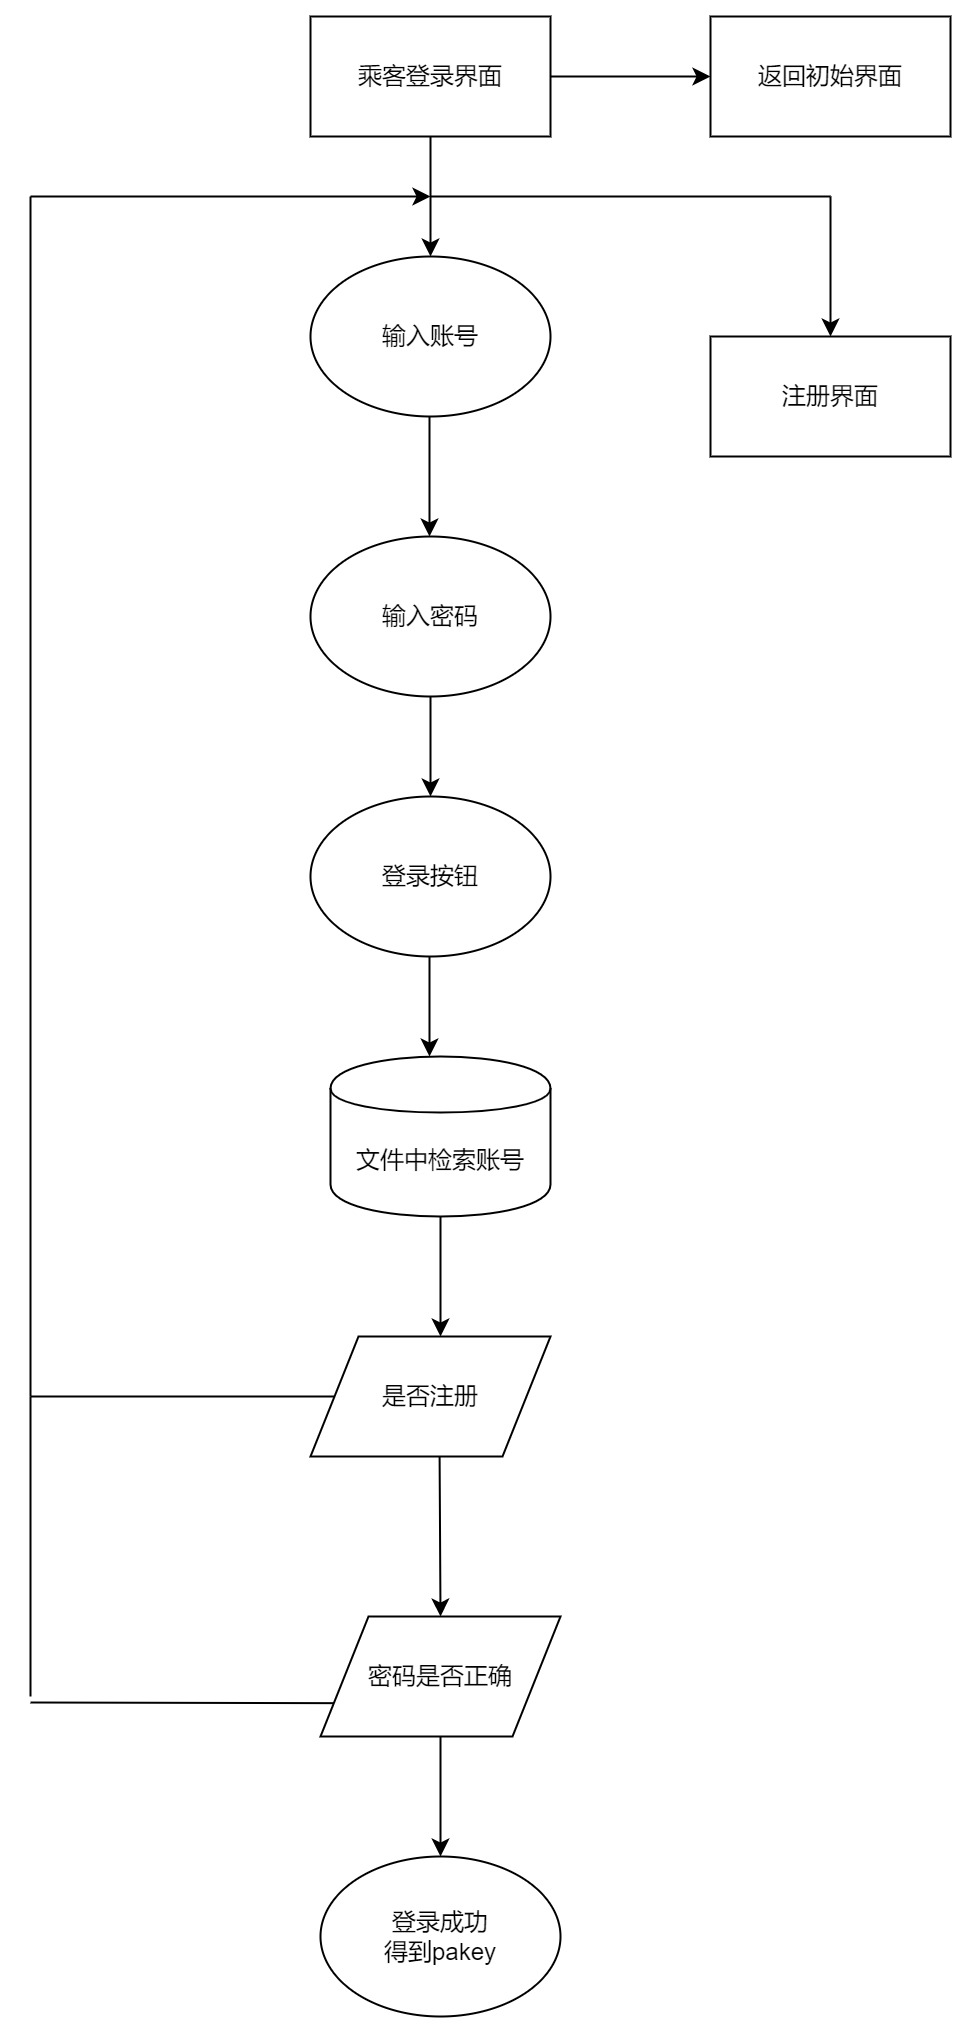 乘客登录界面
返回初始界面
输入账号
注册界面
输入密码
登录按钮
文件中检索账号
是否注册
密码是否正确
登录成功
得到pakey